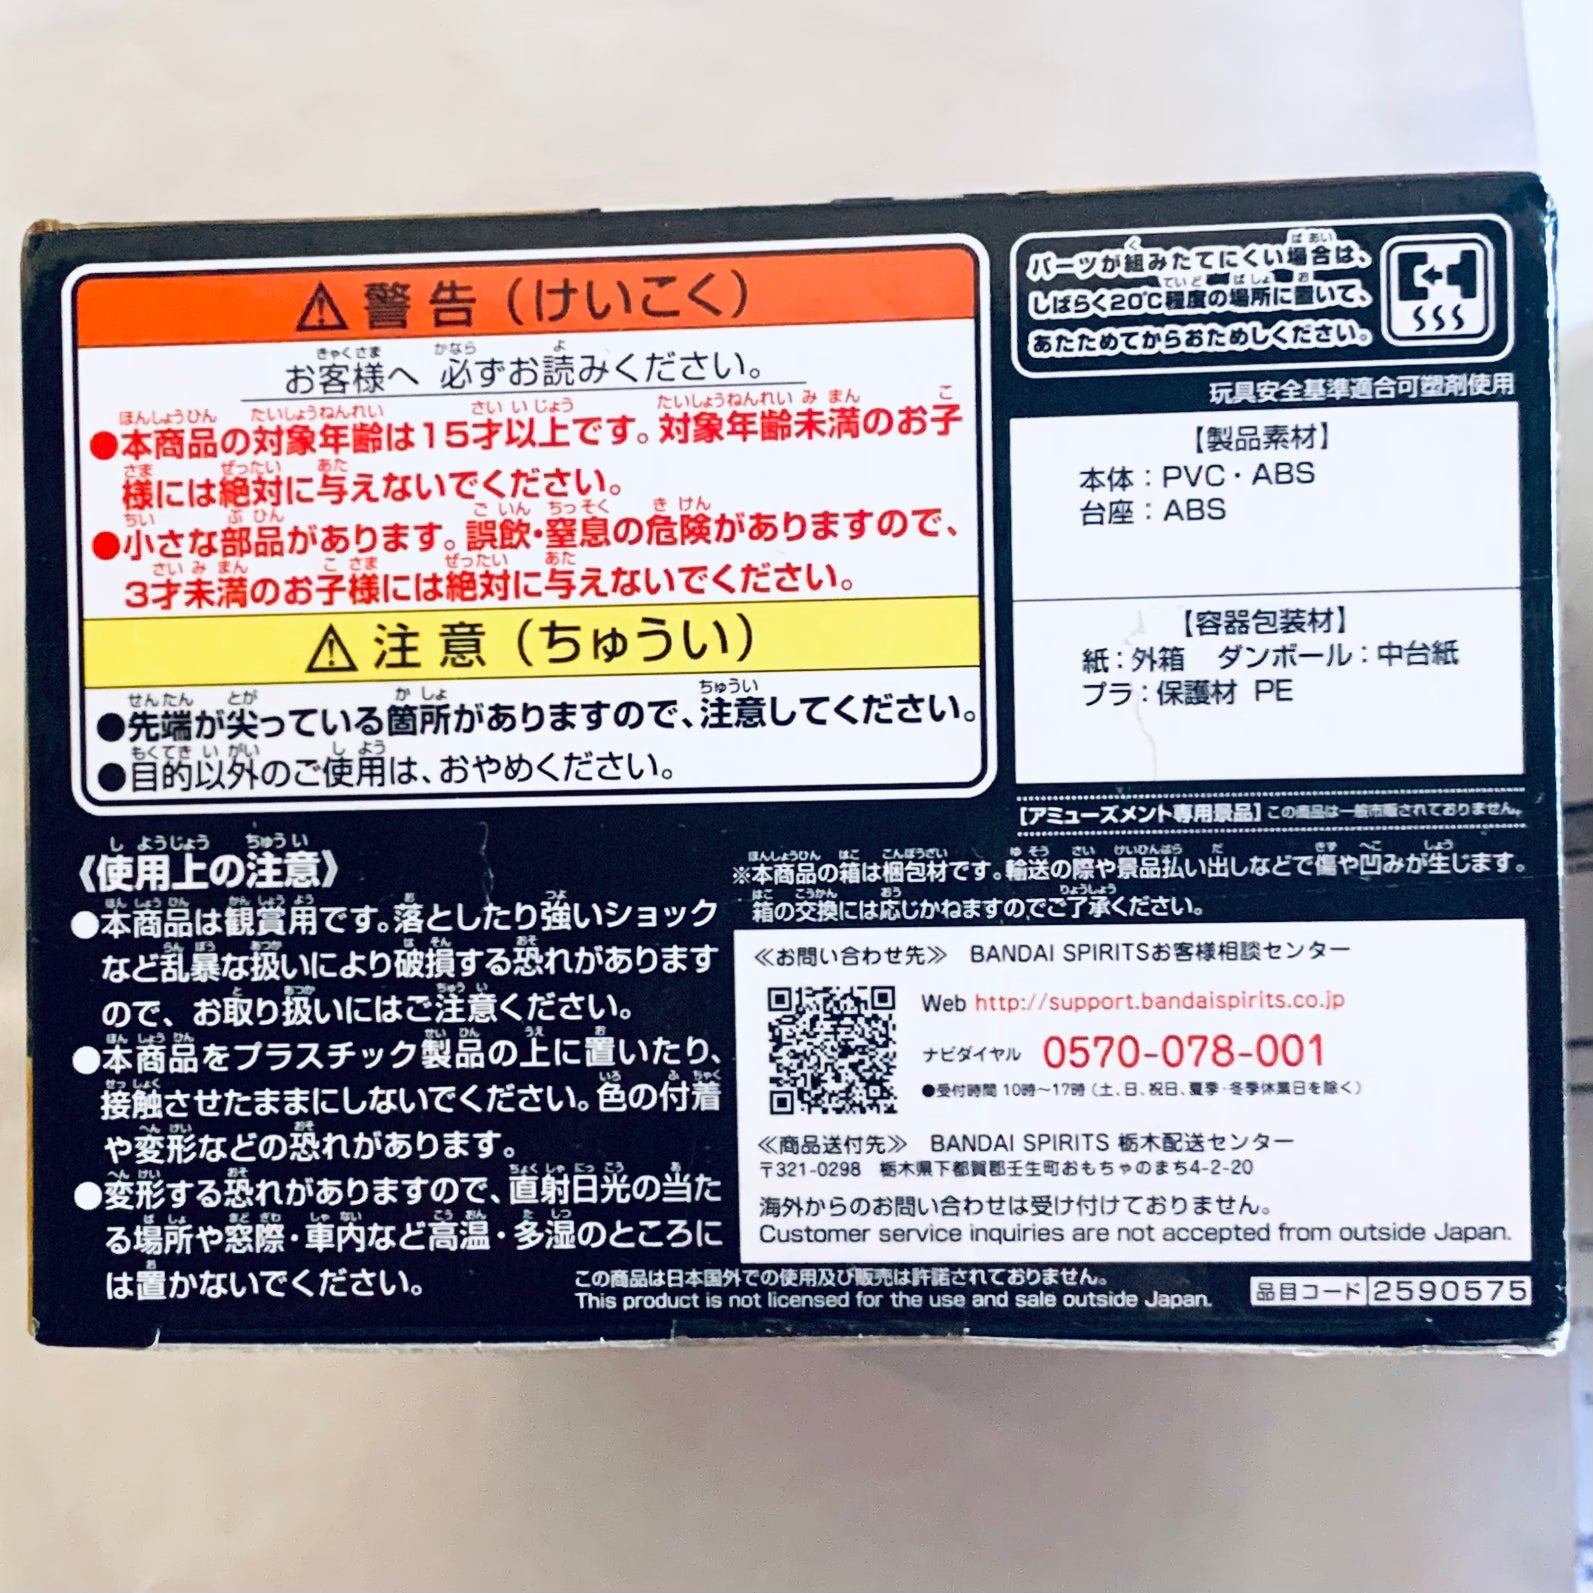 ⚠警告（けいこく）
お客様へ 必ずお読みください。
●本商品の対象年齢は15才以上です。対象年齢未満のお子
様には絶対に与えないでください。
●小さな部品があります。誤飲・窒息の危険がありますので、
3才未満のお子様には絶対に与えないでください。
⚠注意（ちゅうい）
●先端が尖っている箇所がありますので、注意してください。
●目的以外のご使用は、おやめください。
パーツが組みたてにくい場合は、
しばらく20℃程度の場所に置いて、
あたためてからおためしください。
玩具安全基準適合可塑剤使用
【製品素材】
本体：PVC・ABS
台座：ABS
【容器包装材】
紙：外箱 ダンボール：中台紙
プラ：保護材 PE
【アミューズメント専用景品】この商品は一般市販されておりません。
※本商品の箱は梱包材です。輸送の際や景品払い出しなどで傷や凹みが生じます。
箱の交換には応じかねますのでご了承ください。
《使用上の注意》
●本商品は観賞用です。落としたり強いショック
など乱暴な扱いにより破損する恐れがあります
ので、お取り扱いにはご注意ください。
●本商品をプラスチック製品の上に置いたり、
接触させたままにしないでください。色の付着
や変形などの恐れがあります。
●変形する恐れがありますので、直射日光の当た
る場所や窓際・車内など高温・多湿のところに
は置かないでください。
≪お問い合わせ先≫ BANDAI SPIRITSお客様相談センター
Web http://support.bandaispirits.co.jp
ナビダイヤル 0570-078-001
●受付時間 10時～17時（土、日、祝日、夏季・冬季休業日を除く）
≪商品送付先≫ BANDAI SPIRITS 栃木配送センター
〒321-0298 栃木県下都賀郡壬生町おもちゃのまち4-2-20
海外からのお問い合わせは受け付けておりません。
Customer service inquiries are not accepted from outside Japan.
この商品は日本国外での使用及び販売は許諾されておりません。
This product is not licensed for the use and sale outside Japan.
品目コード 2590575